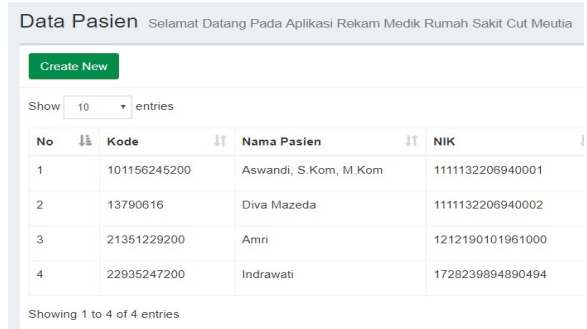 Data Pasien Selamat Datang Pada Aplikasi Rekam Medik Rumah Sakit Cut Meutia
Create New
Show 10 entries
No Kode Nama Pasien NIK
1 101156245200 Aswandi, S.Kom, M.Kom 1111132206940001
2 13790616 Diva Mazeda 1111132206940002
3 21351229200 Amri 1212190101961000
4 22935247200 Indrawati 1728239894890494
Showing 1 to 4 of 4 entries